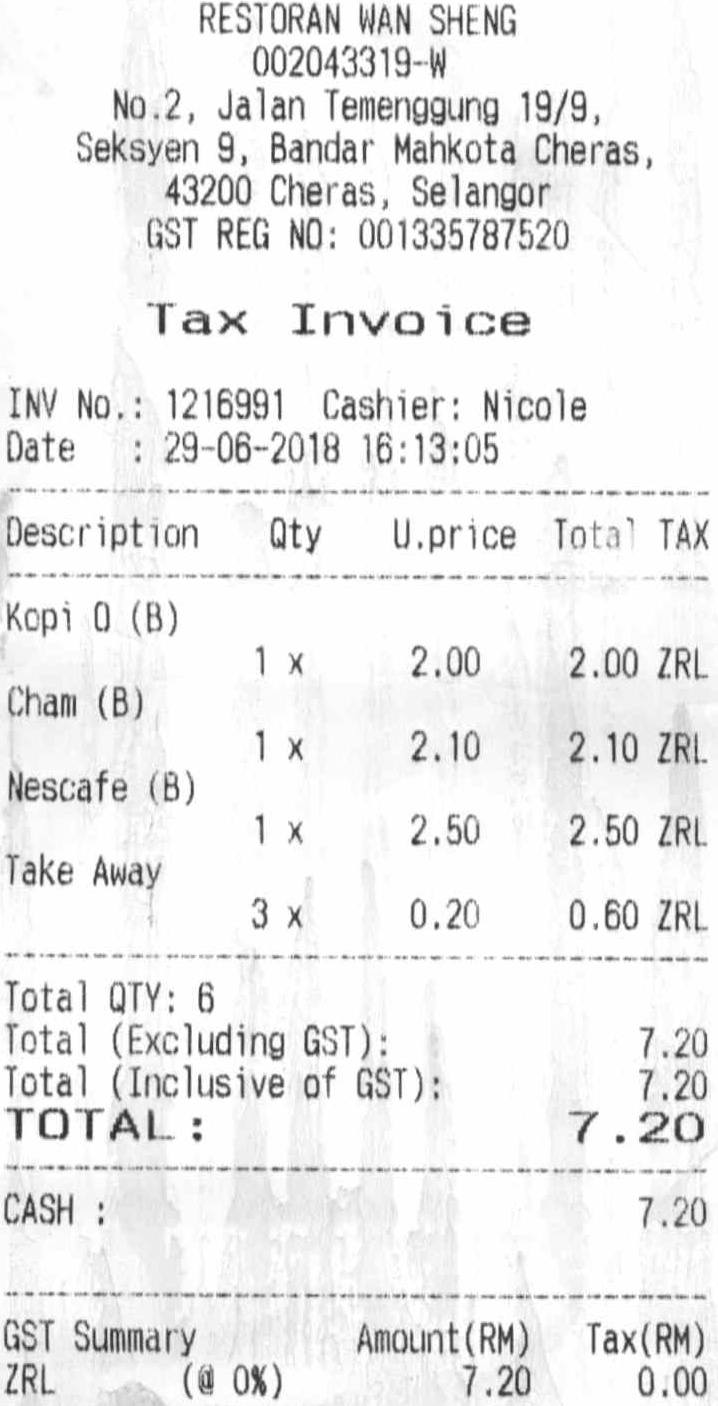 RESTORAN WAN SHENG
002043319-W
No.2, Jalan Temenggung 19/9,
Seksyen 9, Bandar Mahkota Cheras,
43200 Cheras, Selangor
GST REG NO: 001335787520
Tax Invoice
INV No.: 1216991 Cashier: Nicole
Date : 29-06-2018 16:13:05
Description Qty U.price Total TAX
Kopi O (B)
1 x 2.00 2.00 ZRL
Cham (B)
1 x 2.10 2.10 ZRL
Nescafe (B)
1 x 2.50 2.50 ZRL
Take Away
3 x 0.20 0.60 ZRL
Total QTY: 6
Total (Excluding GST): 7.20
Total (Inclusive of GST): 7.20
TOTAL: 7.20
CASH : 7.20
GST Summary Amount(RM) Tax(RM)
ZRL (@ 0%) 7.20 0.00